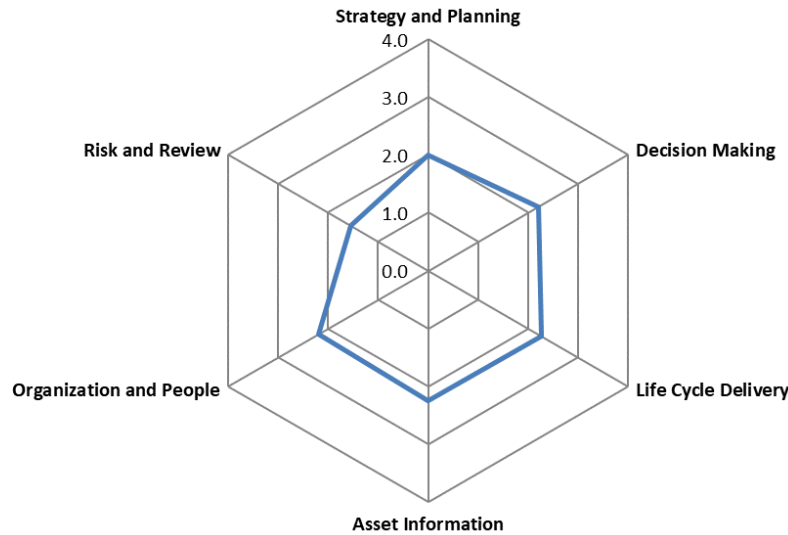 Strategy and Planning
4.0
3.0
Risk and Review
2.0
Decision Making
1.0
0.0
Organization and People
Life Cycle Delivery
Asset Information